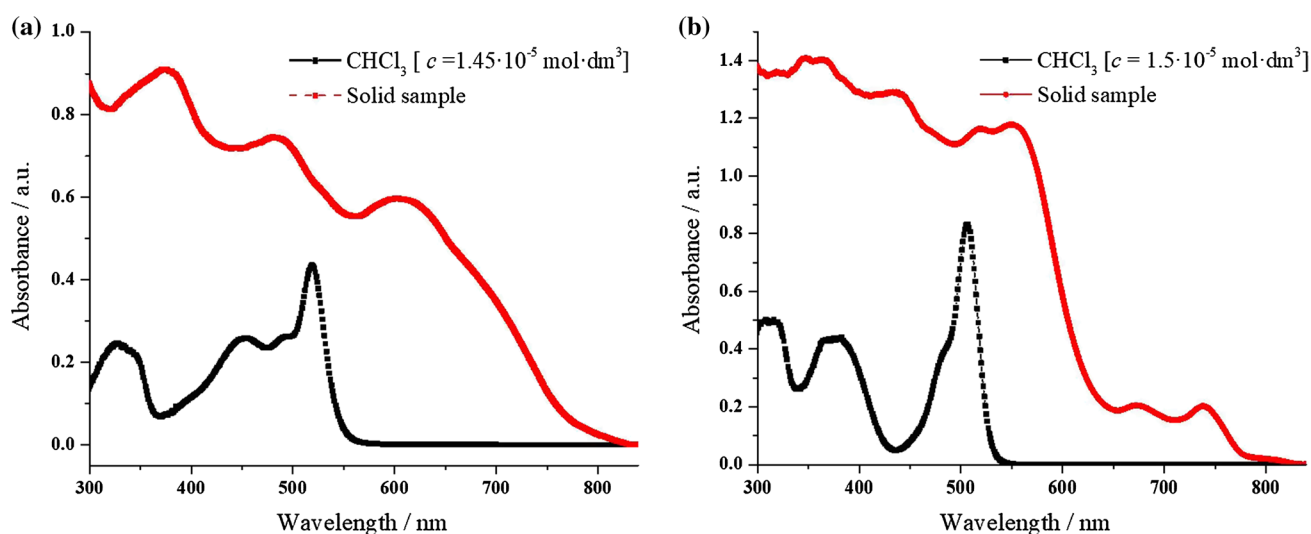 (a)
1.0
0.8
0.6
0.4
0.2
0.0
Absorbance / a.u.
CHCl₃ [ c =1.45·10⁻⁵ mol·dm³]
Solid sample
300 400 500 600 700 800
Wavelength / nm
(b)
1.4
1.2
1.0
0.8
0.6
0.4
0.2
0.0
Absorbance / a.u.
CHCl₃ [ c = 1.5·10⁻⁵ mol·dm³]
Solid sample
300 400 500 600 700 800
Wavelength / nm